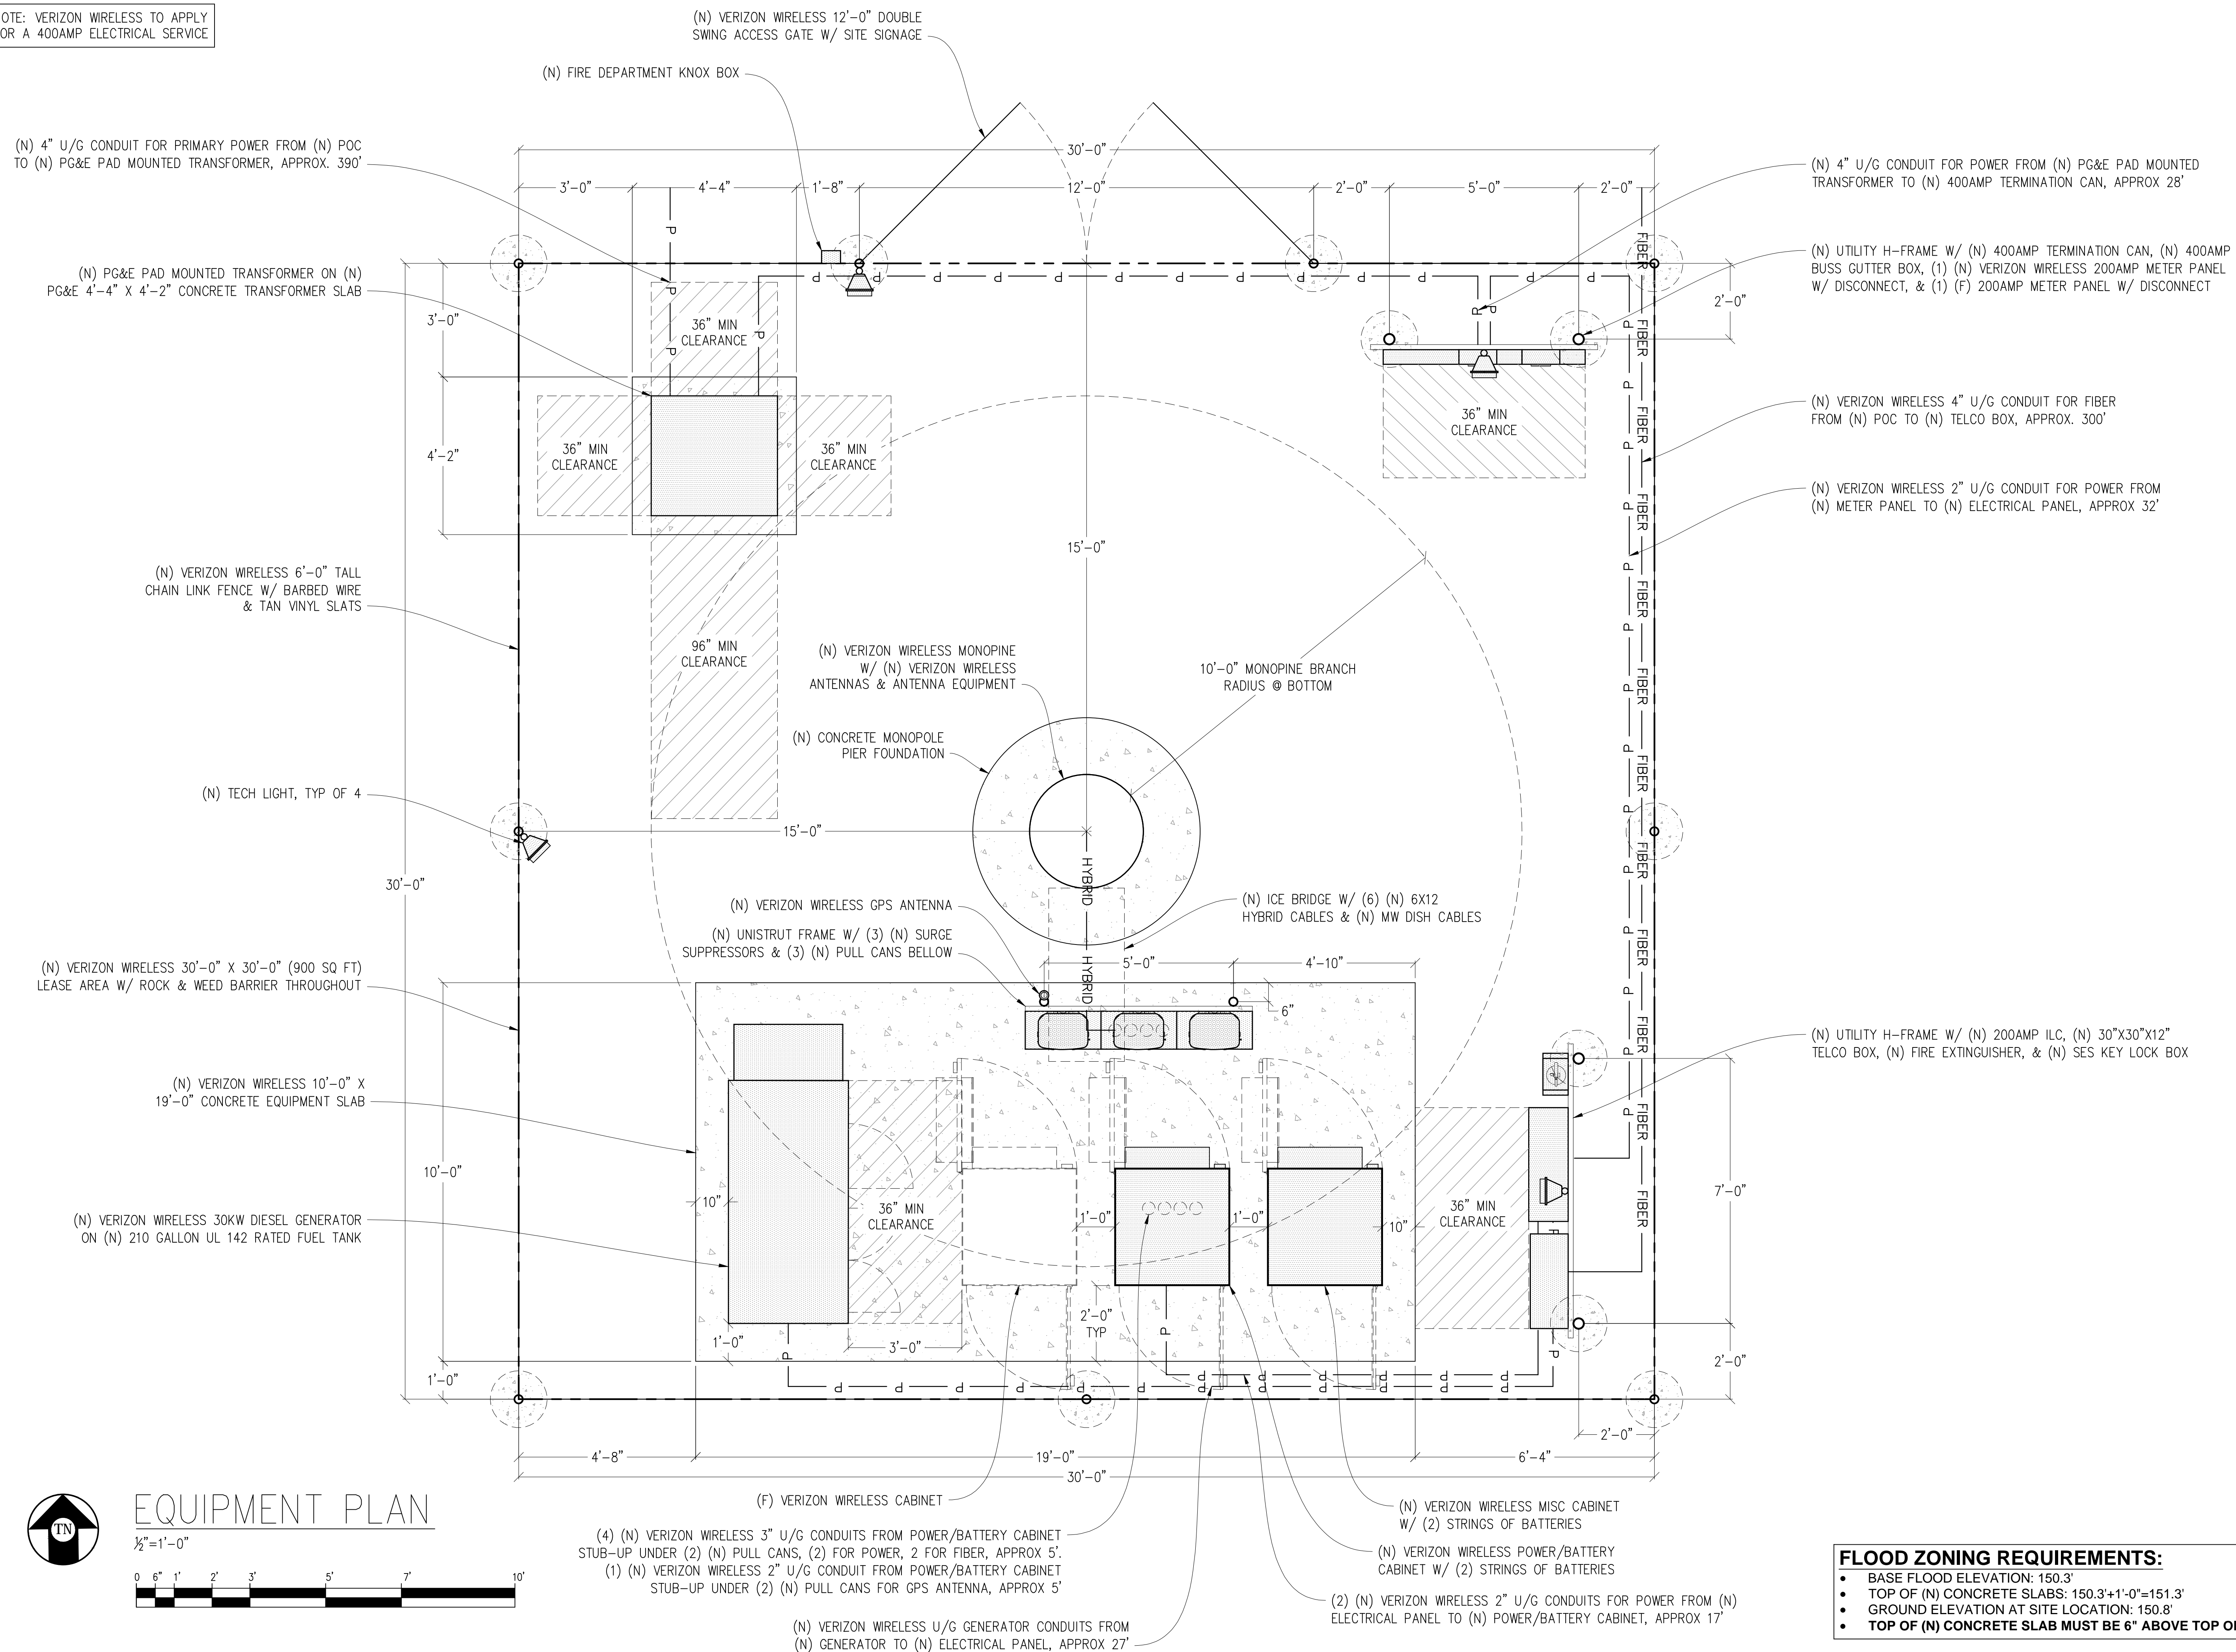 OTE: VERIZON WIRELESS TO APPLY
OR A 400AMP ELECTRICAL SERVICE
(N) VERIZON WIRELESS 12'-0" DOUBLE
SWING ACCESS GATE W/ SITE SIGNAGE
(N) FIRE DEPARTMENT KNOX BOX
(N) 4" U/G CONDUIT FOR PRIMARY POWER FROM (N) POC
TO (N) PG&E PAD MOUNTED TRANSFORMER, APPROX. 390'
(N) PG&E PAD MOUNTED TRANSFORMER ON (N)
PG&E 4'-4" X 4'-2" CONCRETE TRANSFORMER SLAB
(N) VERIZON WIRELESS 6'-0" TALL
CHAIN LINK FENCE W/ BARBED WIRE
& TAN VINYL SLATS
(N) TECH LIGHT, TYP OF 4
(N) VERIZON WIRELESS 30'-0" X 30'-0" (900 SQ FT)
LEASE AREA W/ ROCK & WEED BARRIER THROUGHOUT
(N) VERIZON WIRELESS 10'-0" X
19'-0" CONCRETE EQUIPMENT SLAB
(N) VERIZON WIRELESS 30KW DIESEL GENERATOR
ON (N) 210 GALLON UL 142 RATED FUEL TANK
30'-0"
3'-0"
4'-4"
1'-8"
12'-0"
2'-0"
5'-0"
2'-0"
3'-0"
4'-2"
30'-0"
10'-0"
1'-0"
36" MIN
CLEARANCE
36" MIN
CLEARANCE
36" MIN
CLEARANCE
96" MIN
CLEARANCE
36" MIN
CLEARANCE
15'-0"
15'-0"
(N) VERIZON WIRELESS MONOPINE
W/ (N) VERIZON WIRELESS
ANTENNAS & ANTENNA EQUIPMENT
10'-0" MONOPINE BRANCH
RADIUS @ BOTTOM
(N) CONCRETE MONOPOLE
PIER FOUNDATION
(N) VERIZON WIRELESS GPS ANTENNA
(N) UNISTRUT FRAME W/ (3) (N) SURGE
SUPPRESSORS & (3) (N) PULL CANS BELLOW
(N) ICE BRIDGE W/ (6) (N) 6X12
HYBRID CABLES & (N) MW DISH CABLES
HYBRID
HYBRID
5'-0"
4'-10"
6"
10"
36" MIN
CLEARANCE
1'-0"
1'-0"
10"
36" MIN
CLEARANCE
2'-0"
TYP
1'-0"
3'-0"
(N) 4" U/G CONDUIT FOR POWER FROM (N) PG&E PAD MOUNTED
TRANSFORMER TO (N) 400AMP TERMINATION CAN, APPROX 28'
(N) UTILITY H-FRAME W/ (N) 400AMP TERMINATION CAN, (N) 400AMP
BUSS GUTTER BOX, (1) (N) VERIZON WIRELESS 200AMP METER PANEL
W/ DISCONNECT, & (1) (F) 200AMP METER PANEL W/ DISCONNECT
(N) VERIZON WIRELESS 4" U/G CONDUIT FOR FIBER
FROM (N) POC TO (N) TELCO BOX, APPROX. 300'
(N) VERIZON WIRELESS 2" U/G CONDUIT FOR POWER FROM
(N) METER PANEL TO (N) ELECTRICAL PANEL, APPROX 32'
(N) UTILITY H-FRAME W/ (N) 200AMP ILC, (N) 30"X30"X12"
TELCO BOX, (N) FIRE EXTINGUISHER, & (N) SES KEY LOCK BOX
2'-0"
7'-0"
2'-0"
2'-0"
FIBER
FIBER
FIBER
FIBER
FIBER
FIBER
FIBER
FIBER
FIBER
FIBER
FIBER
FIBER
4'-8"
19'-0"
6'-4"
30'-0"
(F) VERIZON WIRELESS CABINET
(4) (N) VERIZON WIRELESS 3" U/G CONDUITS FROM POWER/BATTERY CABINET
STUB-UP UNDER (2) (N) PULL CANS, (2) FOR POWER, 2 FOR FIBER, APPROX 5'.
(1) (N) VERIZON WIRELESS 2" U/G CONDUIT FROM POWER/BATTERY CABINET
STUB-UP UNDER (2) (N) PULL CANS FOR GPS ANTENNA, APPROX 5'
(N) VERIZON WIRELESS U/G GENERATOR CONDUITS FROM
(N) GENERATOR TO (N) ELECTRICAL PANEL, APPROX 27'
(N) VERIZON WIRELESS MISC CABINET
W/ (2) STRINGS OF BATTERIES
(N) VERIZON WIRELESS POWER/BATTERY
CABINET W/ (2) STRINGS OF BATTERIES
(2) (N) VERIZON WIRELESS 2" U/G CONDUITS FOR POWER FROM (N)
ELECTRICAL PANEL TO (N) POWER/BATTERY CABINET, APPROX 17'
TN
EQUIPMENT PLAN
½"=1'-0"
0 6" 1' 2' 3' 5' 7' 10'
FLOOD ZONING REQUIREMENTS:
• BASE FLOOD ELEVATION: 150.3'
• TOP OF (N) CONCRETE SLABS: 150.3'+1'-0"=151.3'
• GROUND ELEVATION AT SITE LOCATION: 150.8'
• TOP OF (N) CONCRETE SLAB MUST BE 6" ABOVE TOP OF